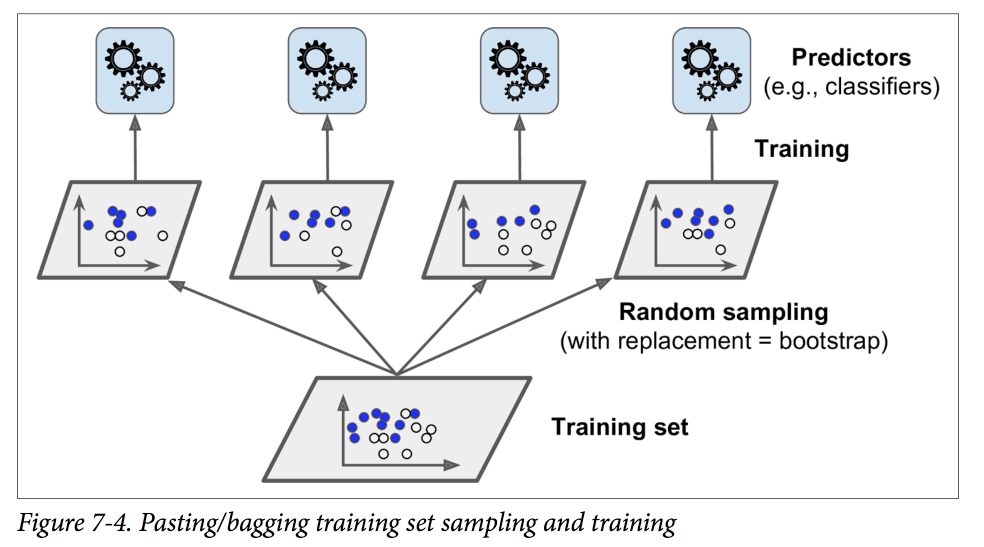 Predictors
(e.g., classifiers)
Training
Random sampling
(with replacement = bootstrap)
Training set
Figure 7-4. Pasting/bagging training set sampling and training